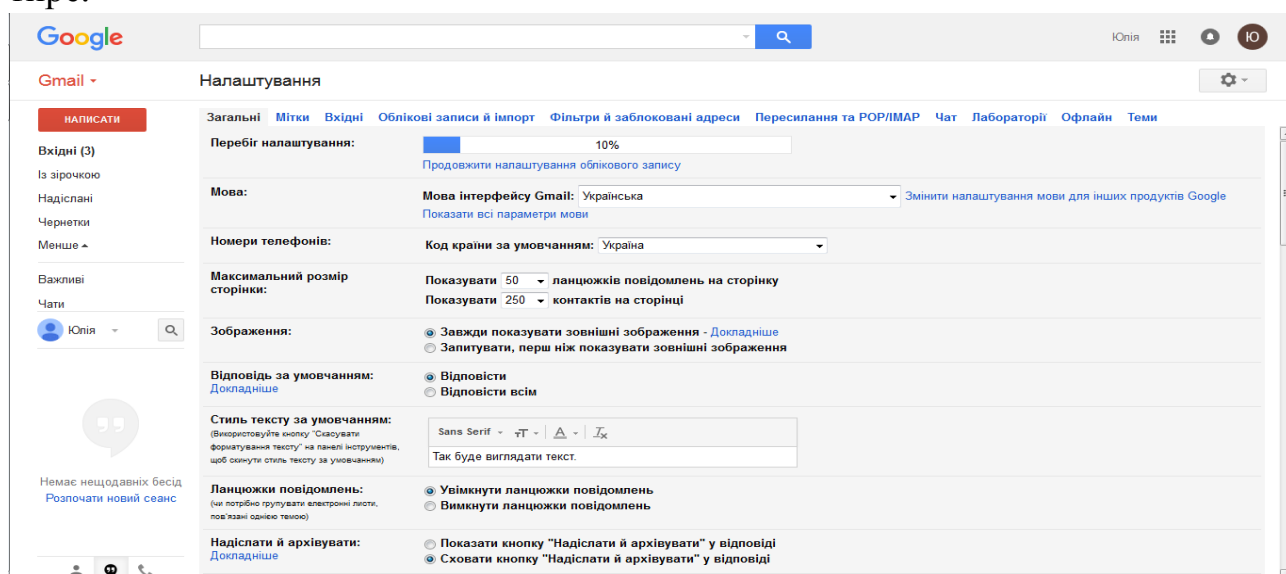 Google
Юлія
Ю
Gmail
Налаштування
НАПИСАТИ
Вхідні (3)
Із зірочкою
Надіслані
Чернетки
Менше
Важливі
Чати
Юлія
Немає нещодавніх бесід
Розпочати новий сеанс
Загальні Мітки Вхідні Облікові записи й імпорт Фільтри й заблоковані адреси Пересилання та POP/IMAP Чат Лабораторії Офлайн Теми
Перебіг налаштування:
10%
Продовжити налаштування облікового запису
Мова:
Мова інтерфейсу Gmail: Українська Змінити налаштування мови для інших продуктів Google
Показати всі параметри мови
Номери телефонів:
Код країни за умовчанням: Україна
Максимальний розмір
сторінки:
Показувати 50 ланцюжків повідомлень на сторінку
Показувати 250 контактів на сторінці
Зображення:
Завжди показувати зовнішні зображення - Докладніше
Запитувати, перш ніж показувати зовнішні зображення
Відповідь за умовчанням:
Докладніше
Відповісти
Відповісти всім
Стиль тексту за умовчанням:
(Використовуйте кнопку "Скасувати
форматування тексту" на панелі інструментів,
щоб скинути стиль тексту за умовчанням)
Sans Serif
Так буде виглядати текст.
Ланцюжки повідомлень:
(чи потрібно групувати електронні листи,
пов'язані однією темою)
Увімкнути ланцюжки повідомлень
Вимкнути ланцюжки повідомлень
Надіслати й архівувати:
Докладніше
Показати кнопку "Надіслати й архівувати" у відповіді
Сховати кнопку "Надіслати й архівувати" у відповіді